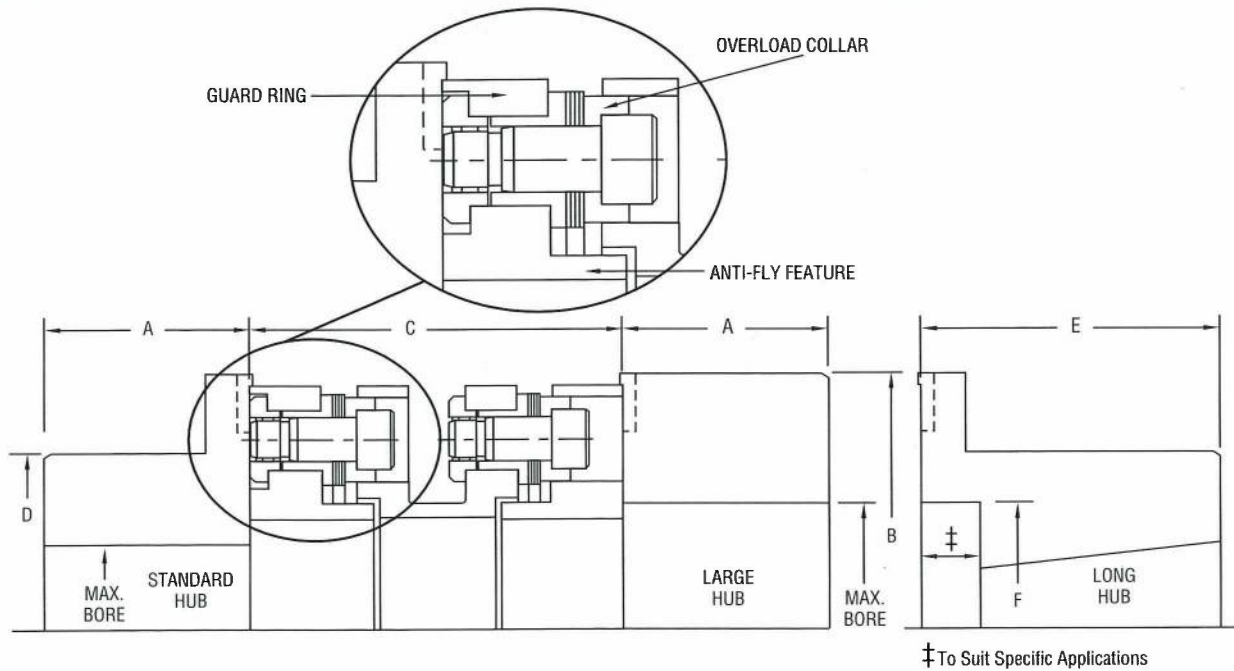 OVERLOAD COLLAR
GUARD RING
ANTI-FLY FEATURE
A
C
A
E
D
B
‡
F
MAX.
BORE
STANDARD
HUB
LARGE
HUB
MAX.
BORE
LONG
HUB
‡To Suit Specific Applications